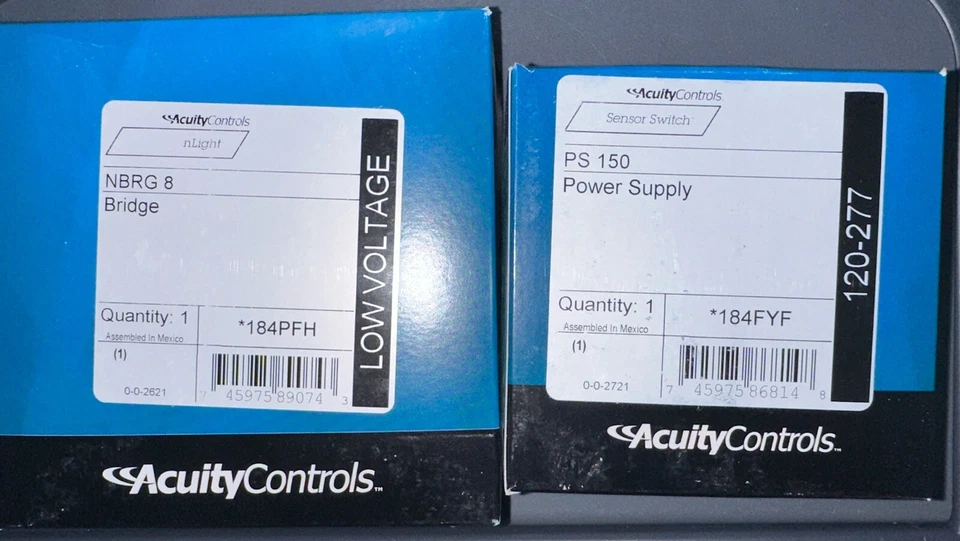 AcuityControls
nLight
NBRG 8
Bridge
LOW VOLTAGE
Quantity: 1
Assembled In Mexico
(1)
0-0-2621
*184PFH
7 45975 89074 3
AcuityControls™
AcuityControls
Sensor Switch
PS 150
Power Supply
120-277
Quantity: 1
Assembled In Mexico
(1)
0-0-2721
*184FYF
7 45975 86814 8
AcuityControls™